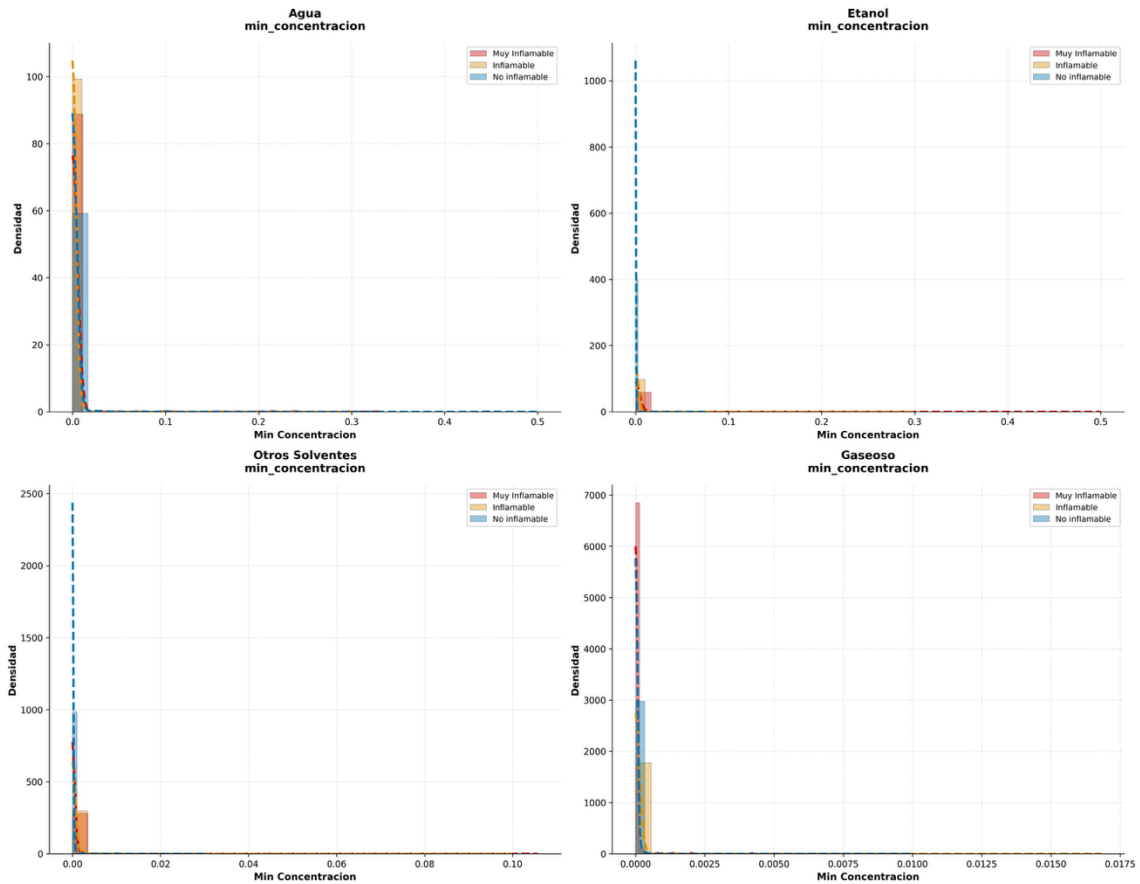 Agua
min_concentracion
Muy Inflamable
Inflamable
No inflamable
Densidad
100
80
60
40
20
0
0.0 0.1 0.2 0.3 0.4 0.5
Min Concentracion
Etanol
min_concentracion
Muy Inflamable
Inflamable
No inflamable
Densidad
1000
800
600
400
200
0
0.0 0.1 0.2 0.3 0.4 0.5
Min Concentracion
Otros Solventes
min_concentracion
Muy Inflamable
Inflamable
No inflamable
Densidad
2500
2000
1500
1000
500
0
0.00 0.02 0.04 0.06 0.08 0.10
Min Concentracion
Gaseoso
min_concentracion
Muy Inflamable
Inflamable
No inflamable
Densidad
7000
6000
5000
4000
3000
2000
1000
0
0.0000 0.0025 0.0050 0.0075 0.0100 0.0125 0.0150 0.0175
Min Concentracion